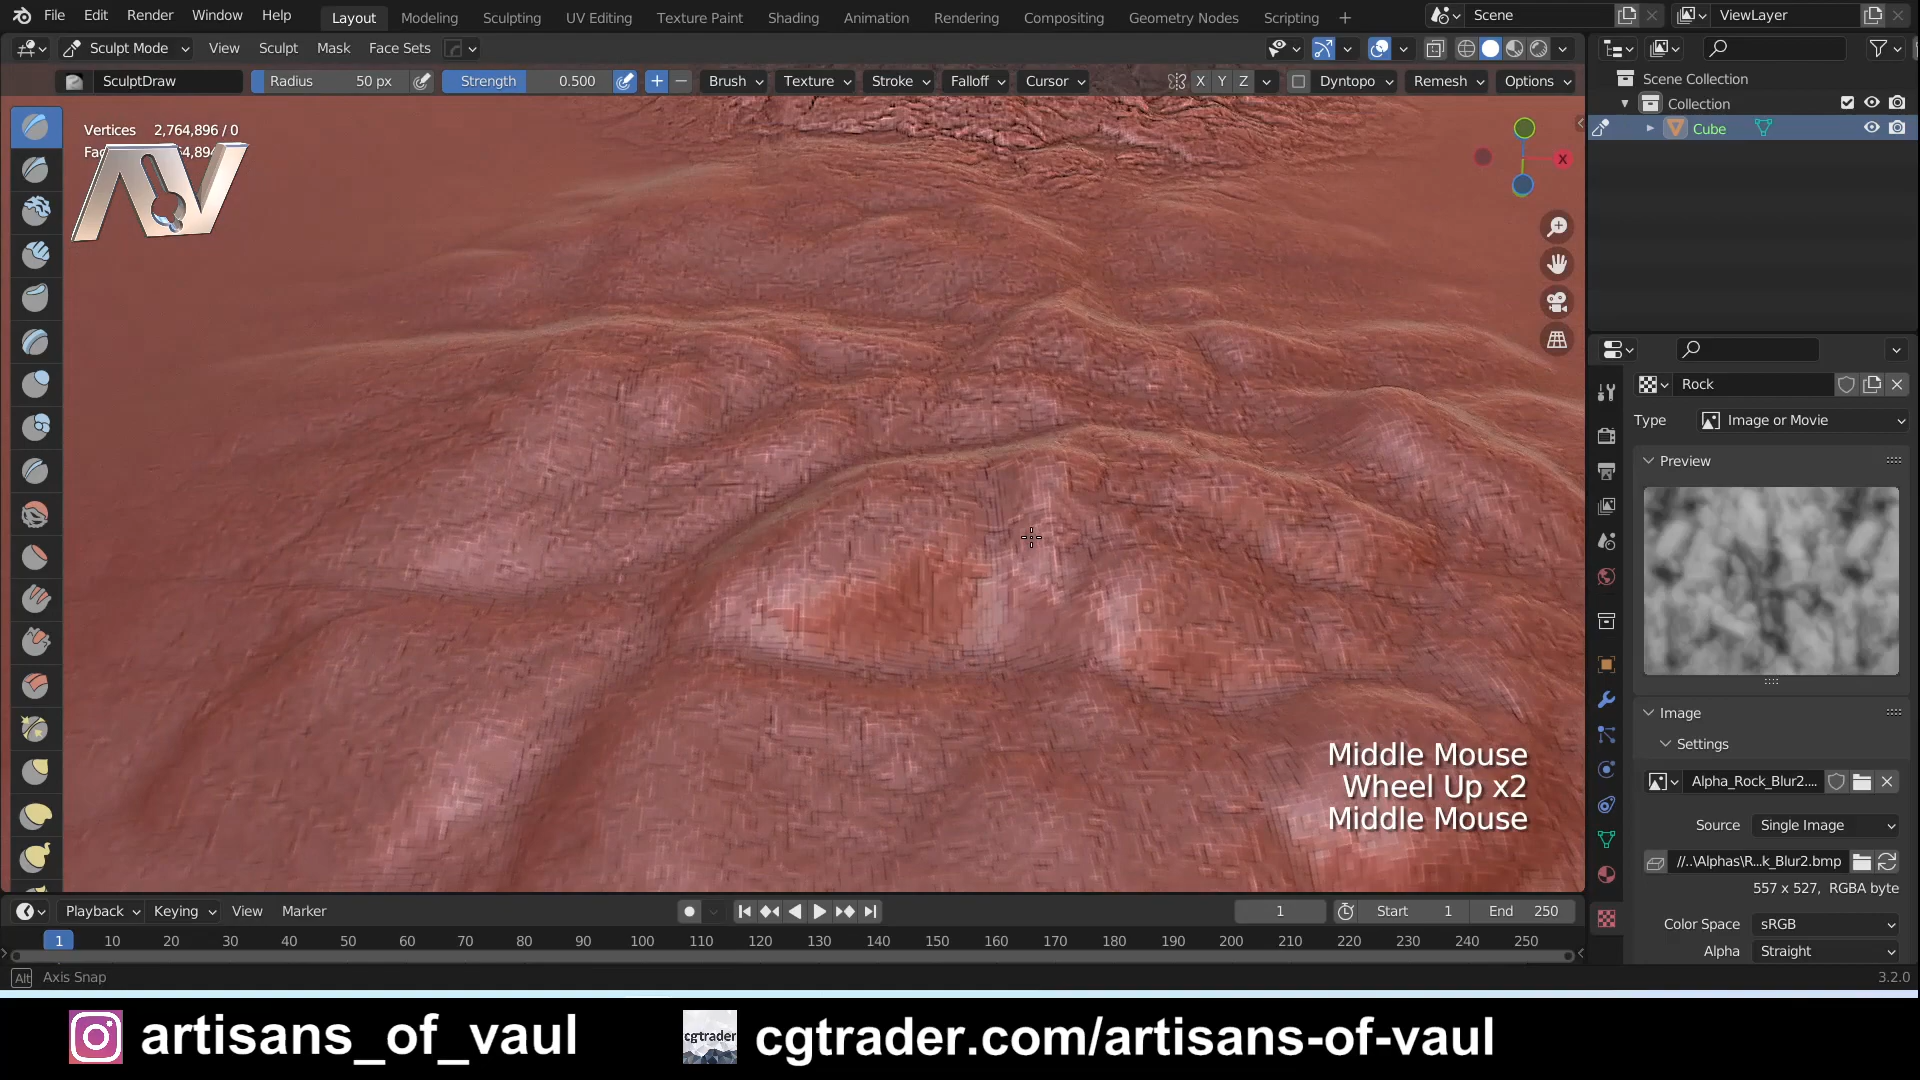 File Edit Render Window Help Layout Modeling Sculpting UV Editing Texture Paint Shading Animation Rendering Compositing Geometry Nodes Scripting + Scene ViewLayer
Sculpt Mode View Sculpt Mask Face Sets
SculptDraw Radius 50 px Strength 0.500 Brush Texture Stroke Falloff Cursor X Y Z Dyntopo Remesh Options
Scene Collection
Collection
Cube
Vertices 2,764,896 / 0
X
Rock
Type Image or Movie
Preview
Image
Settings
Alpha_Rock_Blur2....
Source Single Image
//..\Alphas\R...k_Blur2.bmp
557 x 527, RGBA byte
Color Space sRGB
Alpha Straight
Middle Mouse
Wheel Up x2
Middle Mouse
Playback Keying View Marker 1 Start 1 End 250
1 10 20 30 40 50 60 70 80 90 100 110 120 130 140 150 160 170 180 190 200 210 220 230 240 250
Alt Axis Snap 3.2.0
artisans_of_vaul cgtrader cgtrader.com/artisans-of-vaul